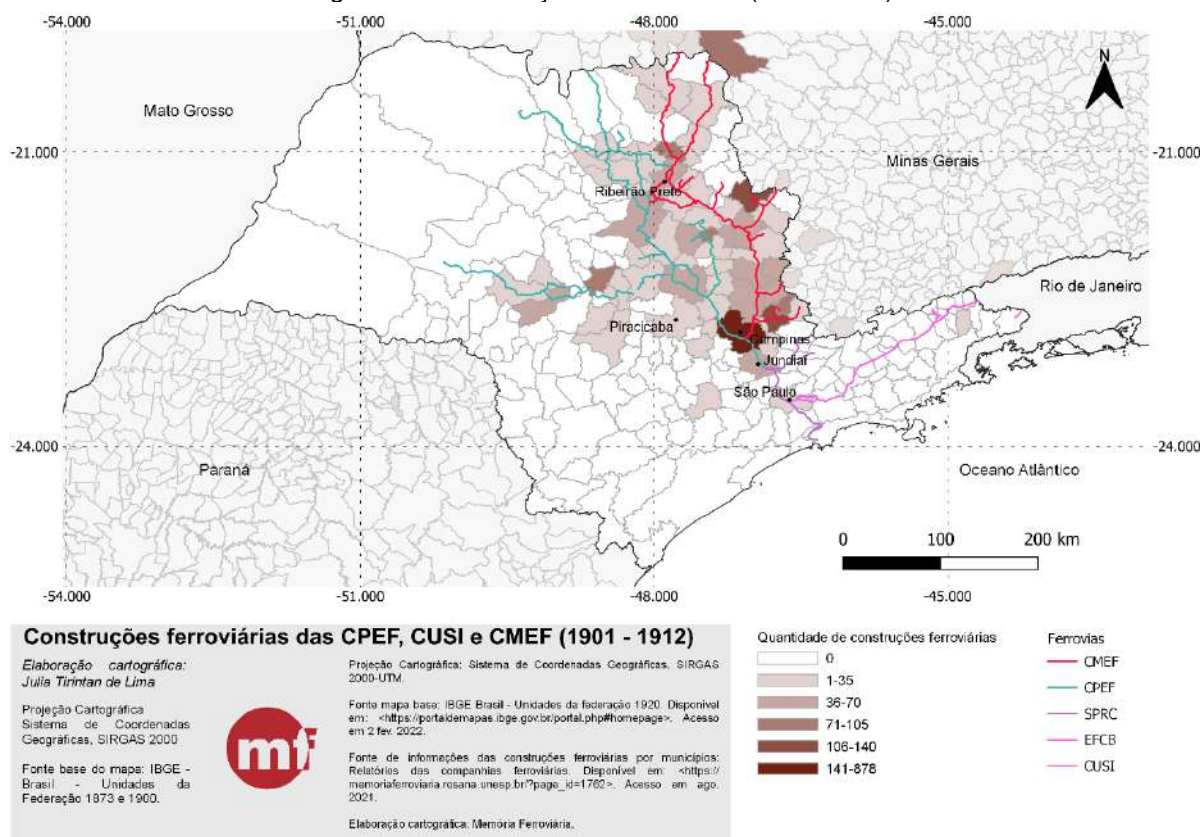 -54.000 -51.000 -48.000 -45.000
N
Mato Grosso
-21.000 -21.000
Minas Gerais
Ribeirão Preto
Rio de Janeiro
Piracicaba
Campinas
Jundiaí
São Paulo
-24.000 -24.000
Paraná
Oceano Atlântico
0 100 200 km
-54.000 -51.000 -48.000 -45.000
Construções ferroviárias das CPEF, CUSI e CMEF (1901 - 1912)
Elaboração cartográfica:
Julia Tirintan de Lima
Projeção Cartográfica
Sistema de Coordenadas
Geográficas, SIRGAS 2000
Fonte base do mapa: IBGE -
Brasil - Unidades da
Federação 1873 e 1900.
mf
Projeção Cartográfica: Sistema de Coordenadas Geográficas, SIRGAS
2000-UTM.
Fonte mapa base: IBGE Brasil - Unidades da federação 1920. Disponivel
em: <https://portaldemapas.ibge.gov.br/portal.php#homepage>. Acesso
em 2 fev. 2022.
Fonte de informações das construções ferroviárias por municípios:
Relatórios das companhias ferroviárias. Disponível em: <https://
memoriaferroviaria.rosana.unesp.br/?page_id=1762>. Acesso em ago.
2021.
Elaboração cartográfica: Memória Ferroviária.
Quantidade de construções ferroviárias
0
1-35
36-70
71-105
106-140
141-878
Ferrovias
CMEF
CPEF
SPRC
EFCB
CUSI